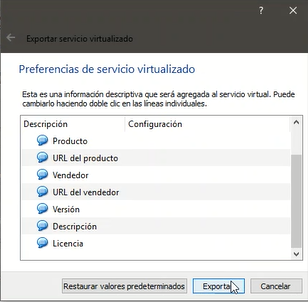 ?
Exportar servicio virtualizado
Preferencias de servicio virtualizado
Esta es una información descriptiva que será agregada al servicio virtual. Puede
cambiarlo haciendo doble clic en las líneas individuales.
Descripción Configuración
Producto
URL del producto
Vendedor
URL del vendedor
Versión
Descripción
Licencia
Restaurar valores predeterminados Exportar Cancelar